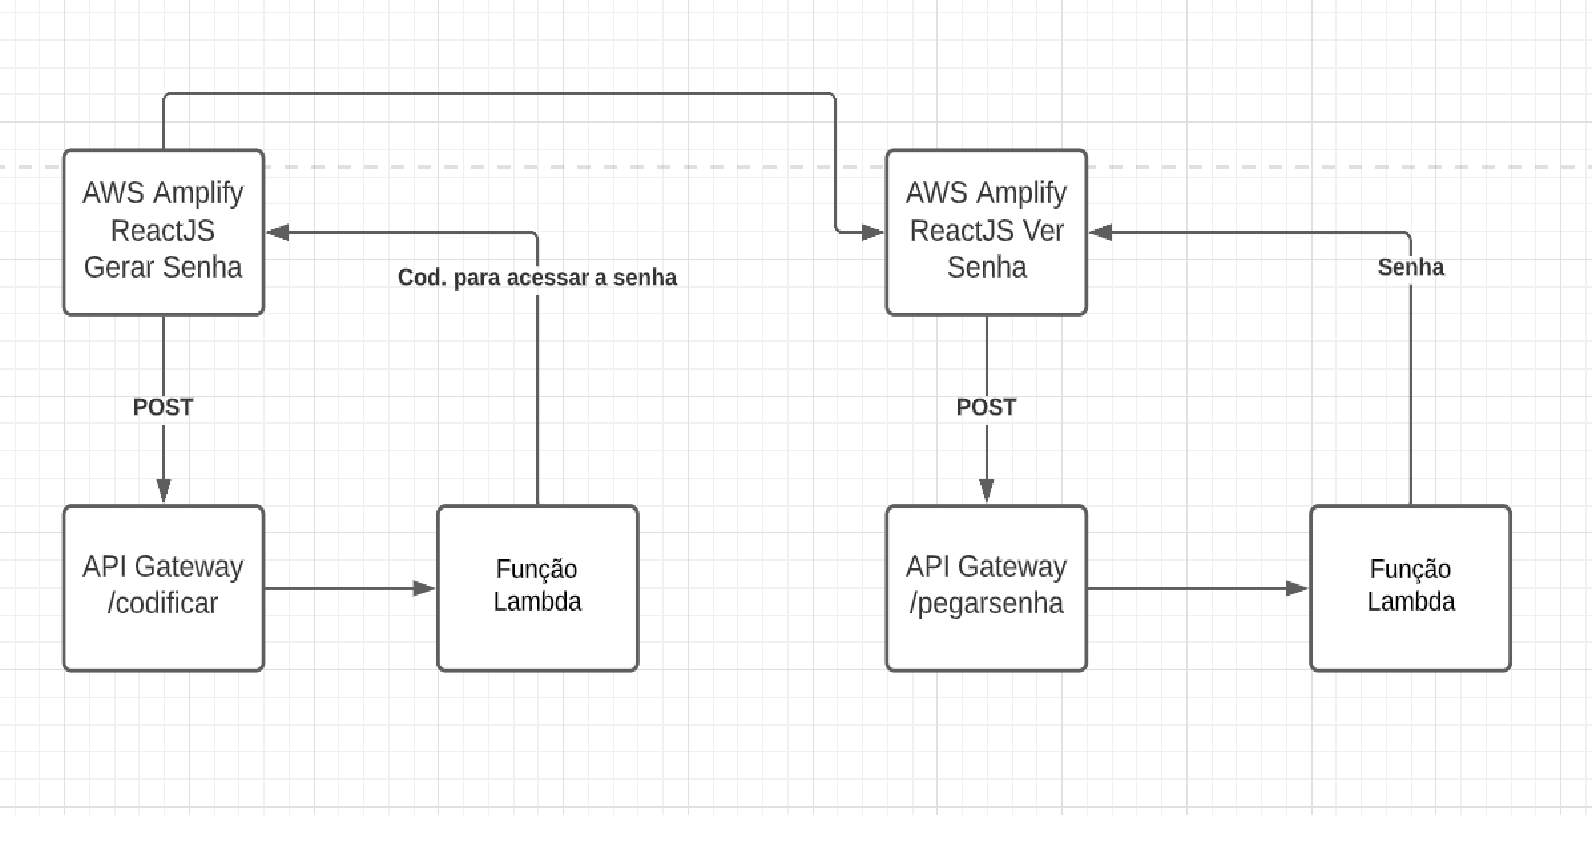 AWS Amplify
ReactJS
Gerar Senha
Cod. para acessar a senha
POST
API Gateway
/codificar
Função
Lambda
AWS Amplify
ReactJS Ver
Senha
Senha
POST
API Gateway
/pegarsenha
Função
Lambda